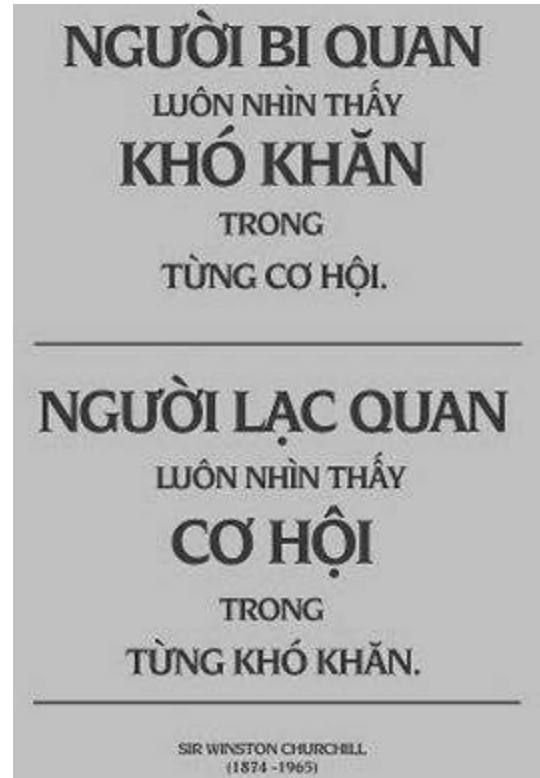 NGƯỜI BI QUAN
LUÔN NHÌN THẤY
KHÓ KHĂN
TRONG
TỪNG CƠ HỘI.
NGƯỜI LẠC QUAN
LUÔN NHÌN THẤY
CƠ HỘI
TRONG
TỪNG KHÓ KHĂN.
SIR WINSTON CHURCHILL
(1874 -1965)